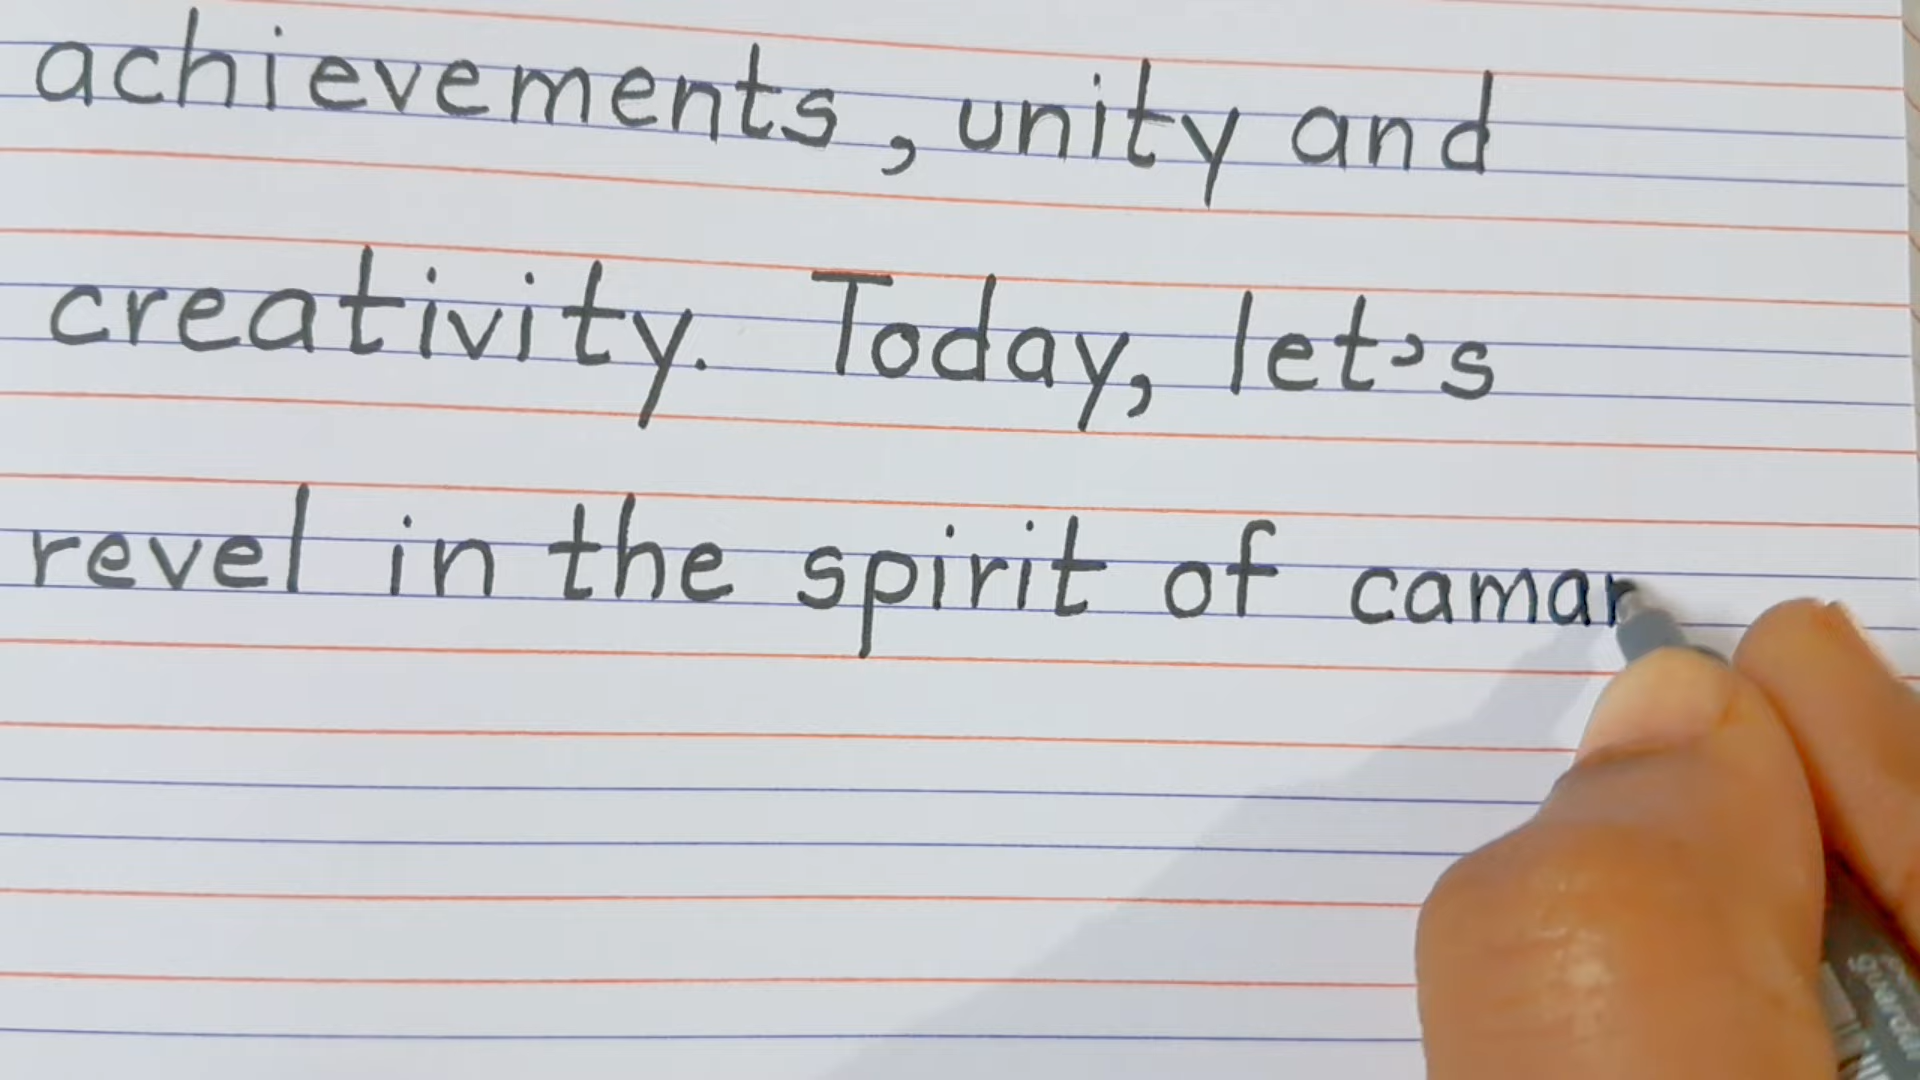 achievements, unity and
creativity. Today, let's
revel in the spirit of camar